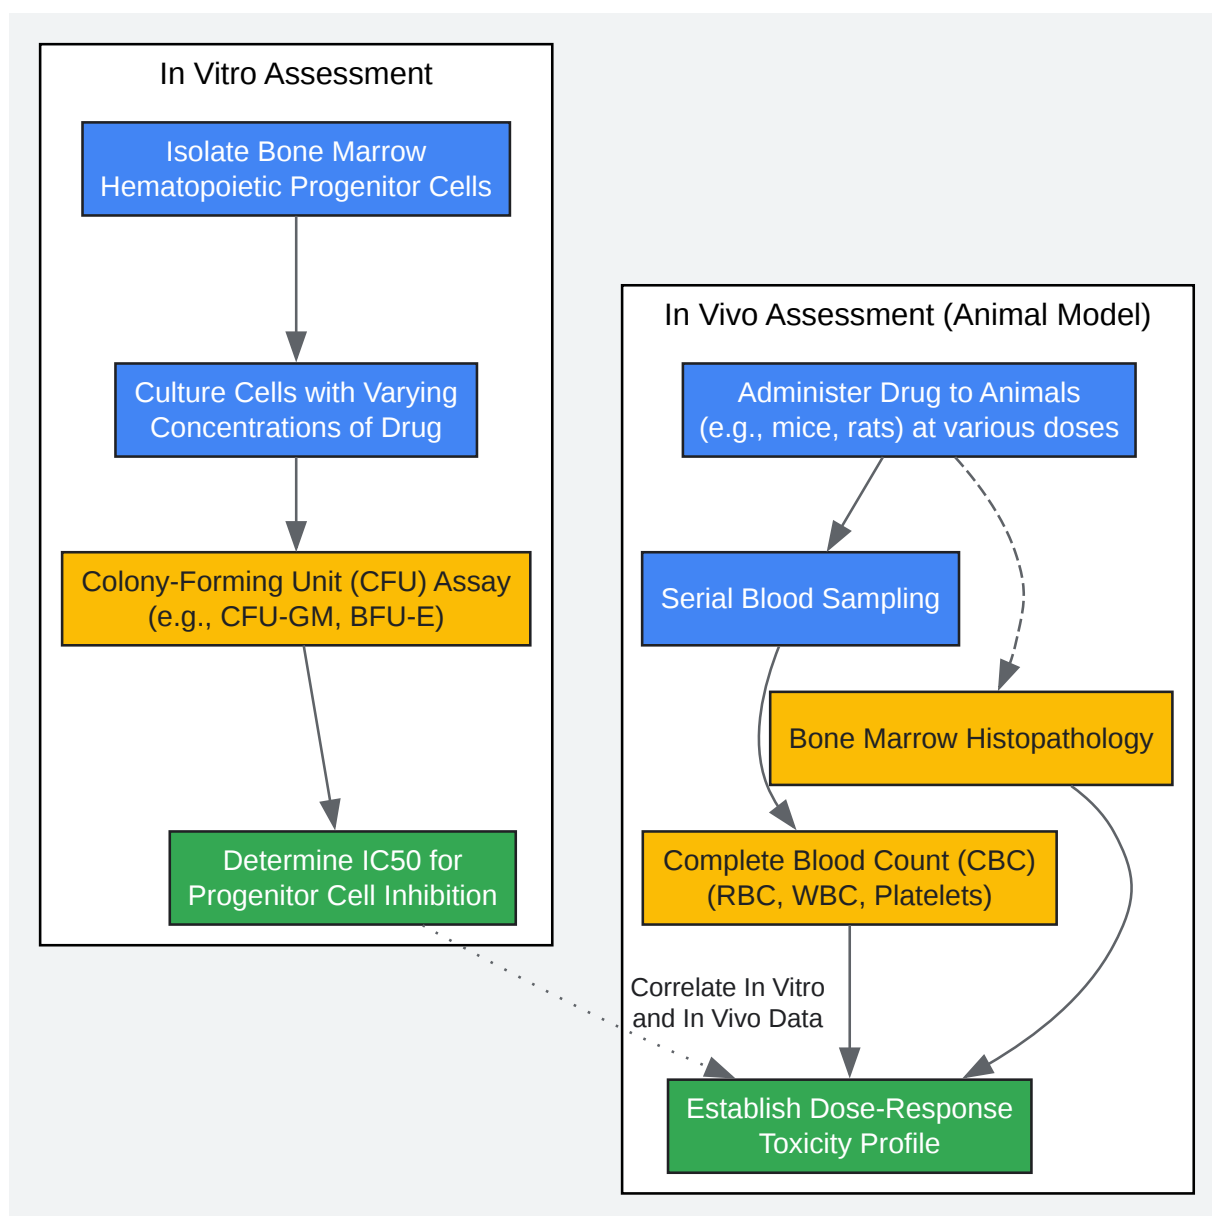 In Vitro Assessment
Isolate Bone Marrow
Hematopoietic Progenitor Cells
Culture Cells with Varying
Concentrations of Drug
Colony-Forming Unit (CFU) Assay
(e.g., CFU-GM, BFU-E)
Determine IC50 for
Progenitor Cell Inhibition
In Vivo Assessment (Animal Model)
Administer Drug to Animals
(e.g., mice, rats) at various doses
Serial Blood Sampling
Bone Marrow Histopathology
Complete Blood Count (CBC)
(RBC, WBC, Platelets)
Correlate In Vitro
and In Vivo Data
Establish Dose-Response
Toxicity Profile